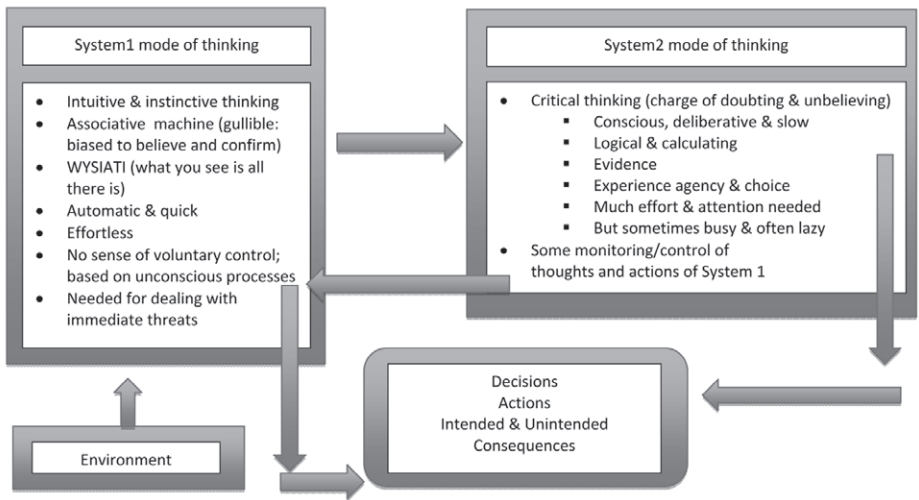 System1 mode of thinking
• Intuitive & instinctive thinking
• Associative machine (gullible:
biased to believe and confirm)
• WYSIATI (what you see is all
there is)
• Automatic & quick
• Effortless
• No sense of voluntary control;
based on unconscious processes
• Needed for dealing with
immediate threats
System2 mode of thinking
• Critical thinking (charge of doubting & unbelieving)
▪ Conscious, deliberative & slow
▪ Logical & calculating
▪ Evidence
▪ Experience agency & choice
▪ Much effort & attention needed
▪ But sometimes busy & often lazy
• Some monitoring/control of
thoughts and actions of System 1
Environment
Decisions
Actions
Intended & Unintended
Consequences